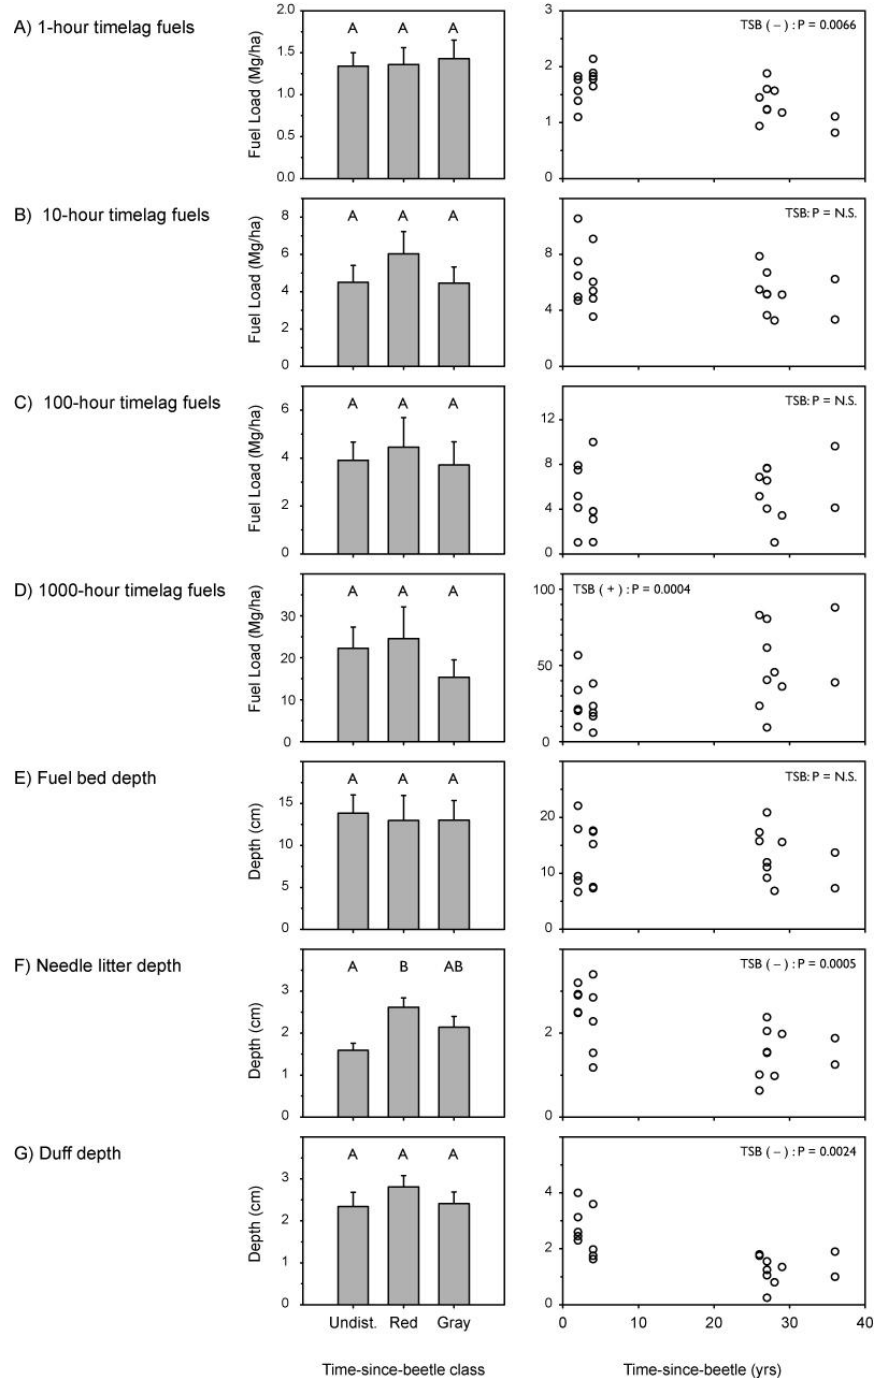 A) 1-hour timelag fuels
Fuel Load (Mg/ha)
2.0
1.5
1.0
0.5
0.0
A A A
3
2
1
0
TSB ( – ) : P = 0.0066
B) 10-hour timelag fuels
Fuel Load (Mg/ha)
8
6
4
2
0
A A A
8
4
0
TSB: P = N.S.
C) 100-hour timelag fuels
Fuel Load (Mg/ha)
6
4
2
0
A A A
12
8
4
0
TSB: P = N.S.
D) 1000-hour timelag fuels
Fuel Load (Mg/ha)
30
20
10
0
A A A
100
50
0
TSB ( + ) : P = 0.0004
E) Fuel bed depth
Depth (cm)
15
10
5
0
A A A
20
10
0
TSB: P = N.S.
F) Needle litter depth
Depth (cm)
3
2
1
0
A B AB
2
0
TSB ( – ) : P = 0.0005
G) Duff depth
Depth (cm)
3
2
1
0
A A A
4
2
0
TSB ( – ) : P = 0.0024
Undist. Red Gray
0 10 20 30 40
Time-since-beetle class
Time-since-beetle (yrs)